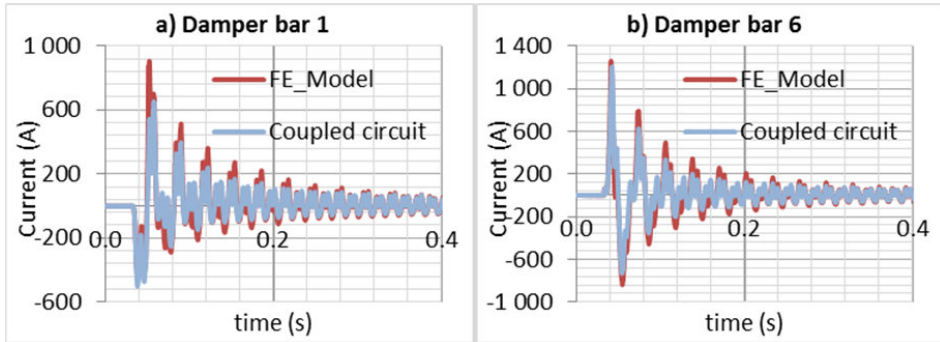 a) Damper bar 1
1 000
600
200
-200
-600
0.0
0.2
0.4
Current (A)
time (s)
FE_Model
Coupled circuit
b) Damper bar 6
1 400
1 000
600
200
-200
-600
-1 000
0.0
0.2
0.4
Current (A)
time (s)
FE_Model
Coupled circuit